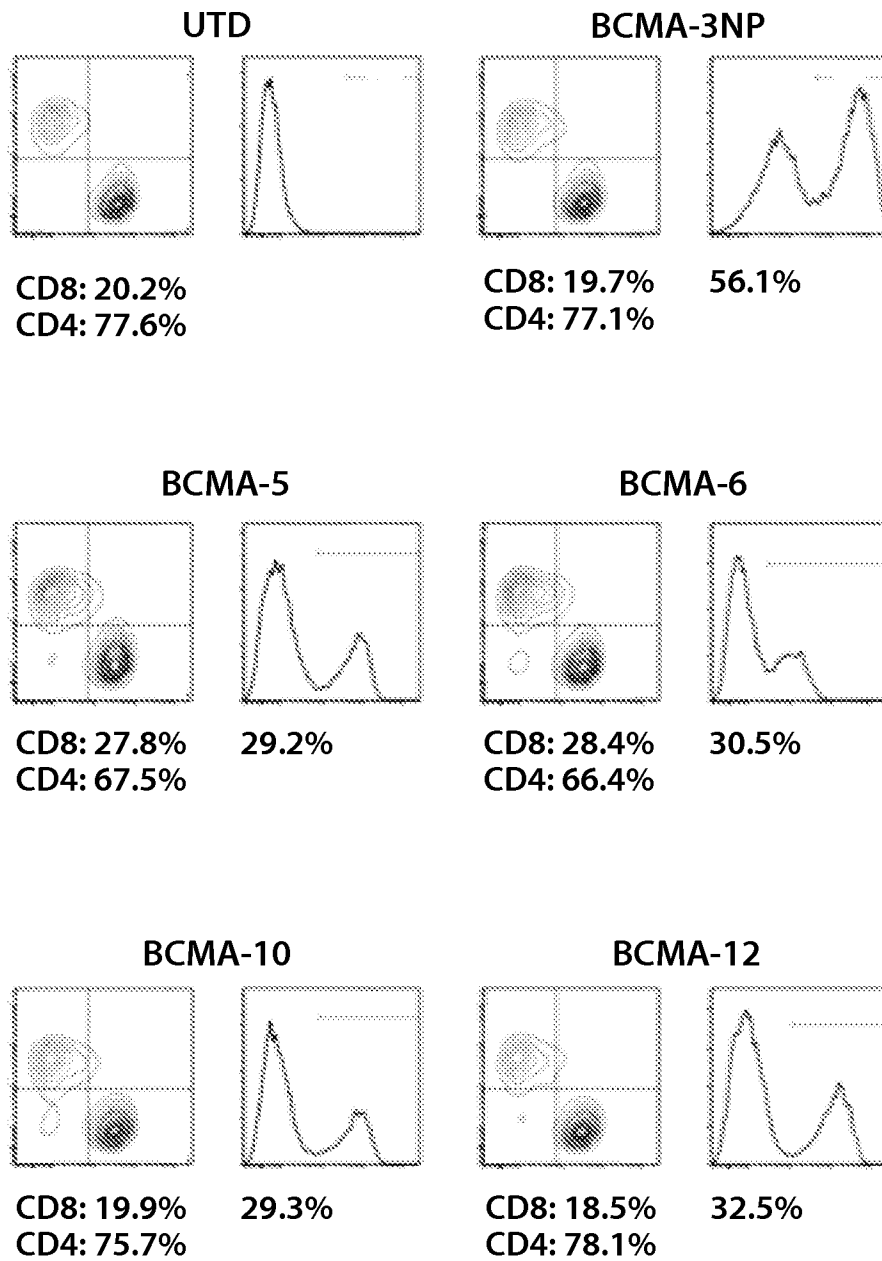 UTD
BCMA-3NP
CD8: 20.2%
CD4: 77.6%
CD8: 19.7%
CD4: 77.1%
56.1%
BCMA-5
BCMA-6
CD8: 27.8%
CD4: 67.5%
29.2%
CD8: 28.4%
CD4: 66.4%
30.5%
BCMA-10
BCMA-12
CD8: 19.9%
CD4: 75.7%
29.3%
CD8: 18.5%
CD4: 78.1%
32.5%